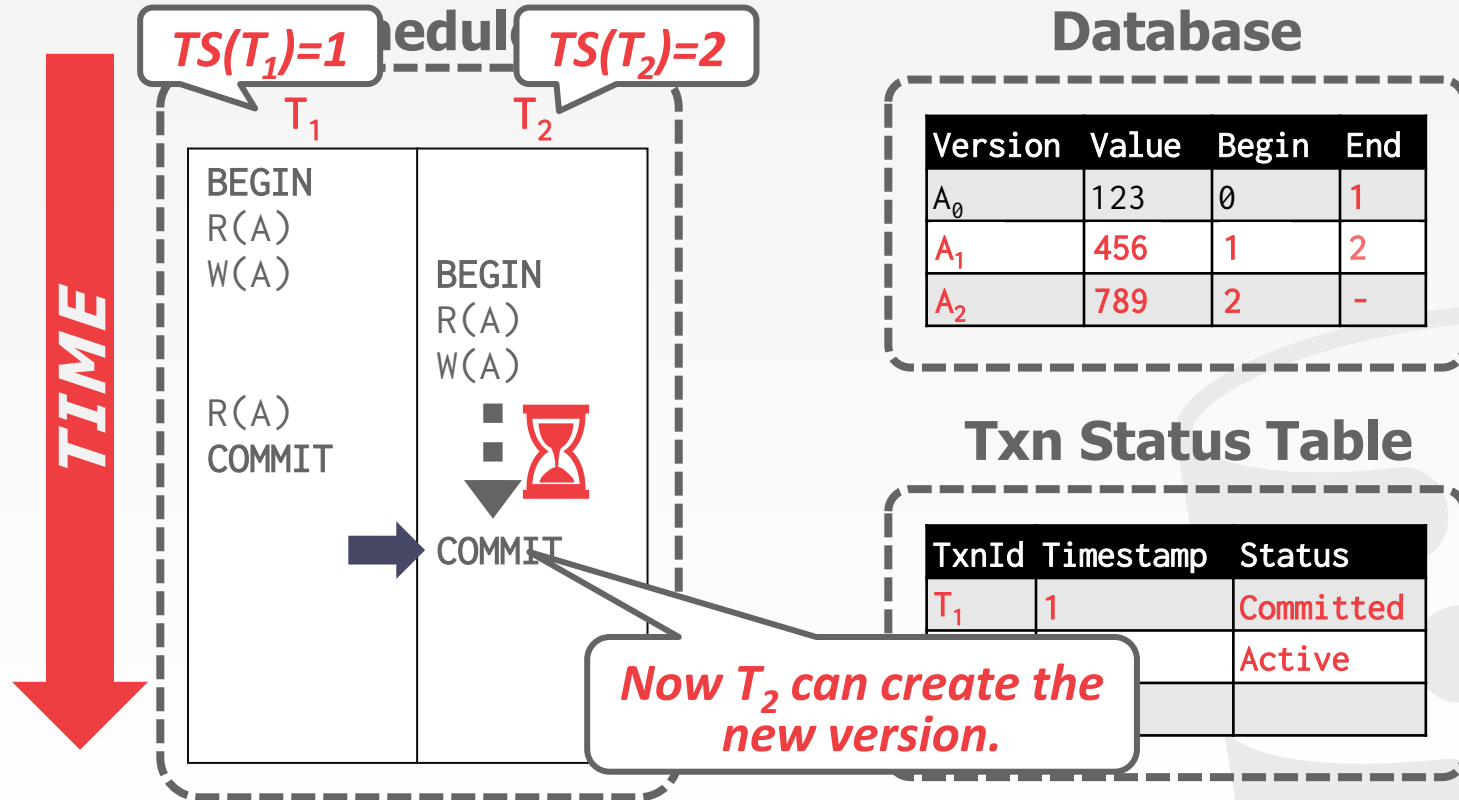 TS(T₁)=1
edul
TS(T₂)=2
T₁ T₂
BEGIN
R(A)
W(A)
BEGIN
R(A)
W(A)
R(A)
COMMIT
COMMIT
TIME
Now T₂ can create the
new version.
Database
Version Value Begin End
A₀ 123 0 1
A₁ 456 1 2
A₂ 789 2 -
Txn Status Table
TxnId Timestamp Status
T₁ 1 Committed
Active